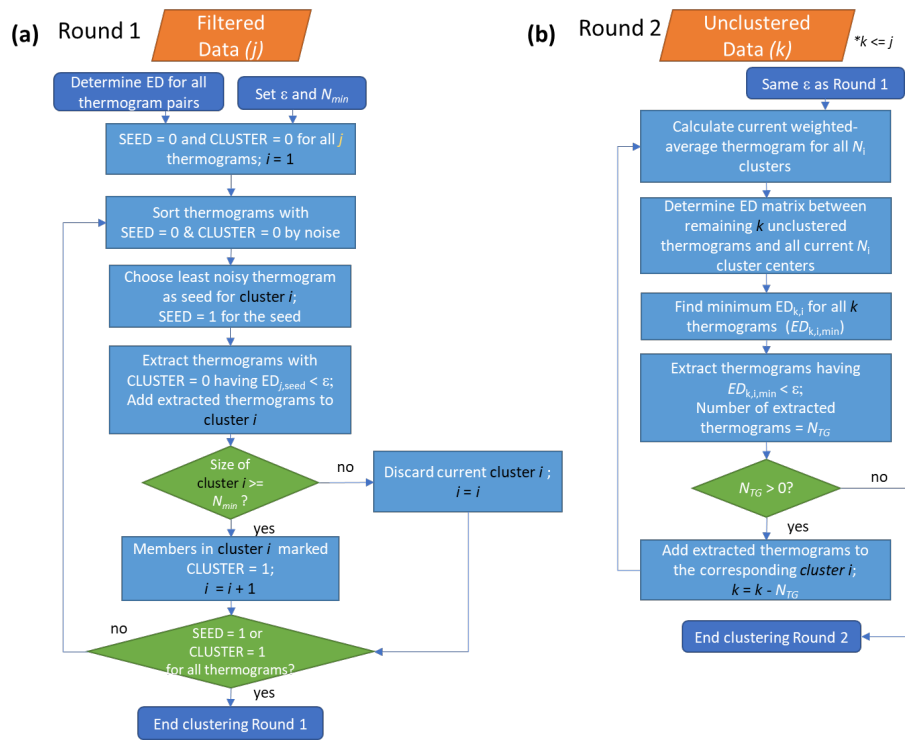 (a) Round 1
Filtered
Data (j)
Determine ED for all
thermogram pairs
Set ε and Nmin
SEED = 0 and CLUSTER = 0 for all j
thermograms; i = 1
Sort thermograms with
SEED = 0 & CLUSTER = 0 by noise
Choose least noisy thermogram
as seed for cluster i;
SEED = 1 for the seed
Extract thermograms with
CLUSTER = 0 having EDj,seed < ε;
Add extracted thermograms to
cluster i
Size of
cluster i >=
Nmin ?
no
Discard current cluster i ;
i = i
yes
Members in cluster i marked
CLUSTER = 1;
i = i + 1
no
SEED = 1 or
CLUSTER = 1
for all thermograms?
yes
End clustering Round 1
(b) Round 2
Unclustered
Data (k)
*k <= j
Same ε as Round 1
Calculate current weighted-
average thermogram for all Ni
clusters
Determine ED matrix between
remaining k unclustered
thermograms and all current Ni
cluster centers
Find minimum EDk,i for all k
thermograms (EDk,i,min)
Extract thermograms having
EDk,i,min < ε;
Number of extracted
thermograms = NTG
NTG > 0?
no
yes
Add extracted thermograms to
the corresponding cluster i;
k = k - NTG
End clustering Round 2